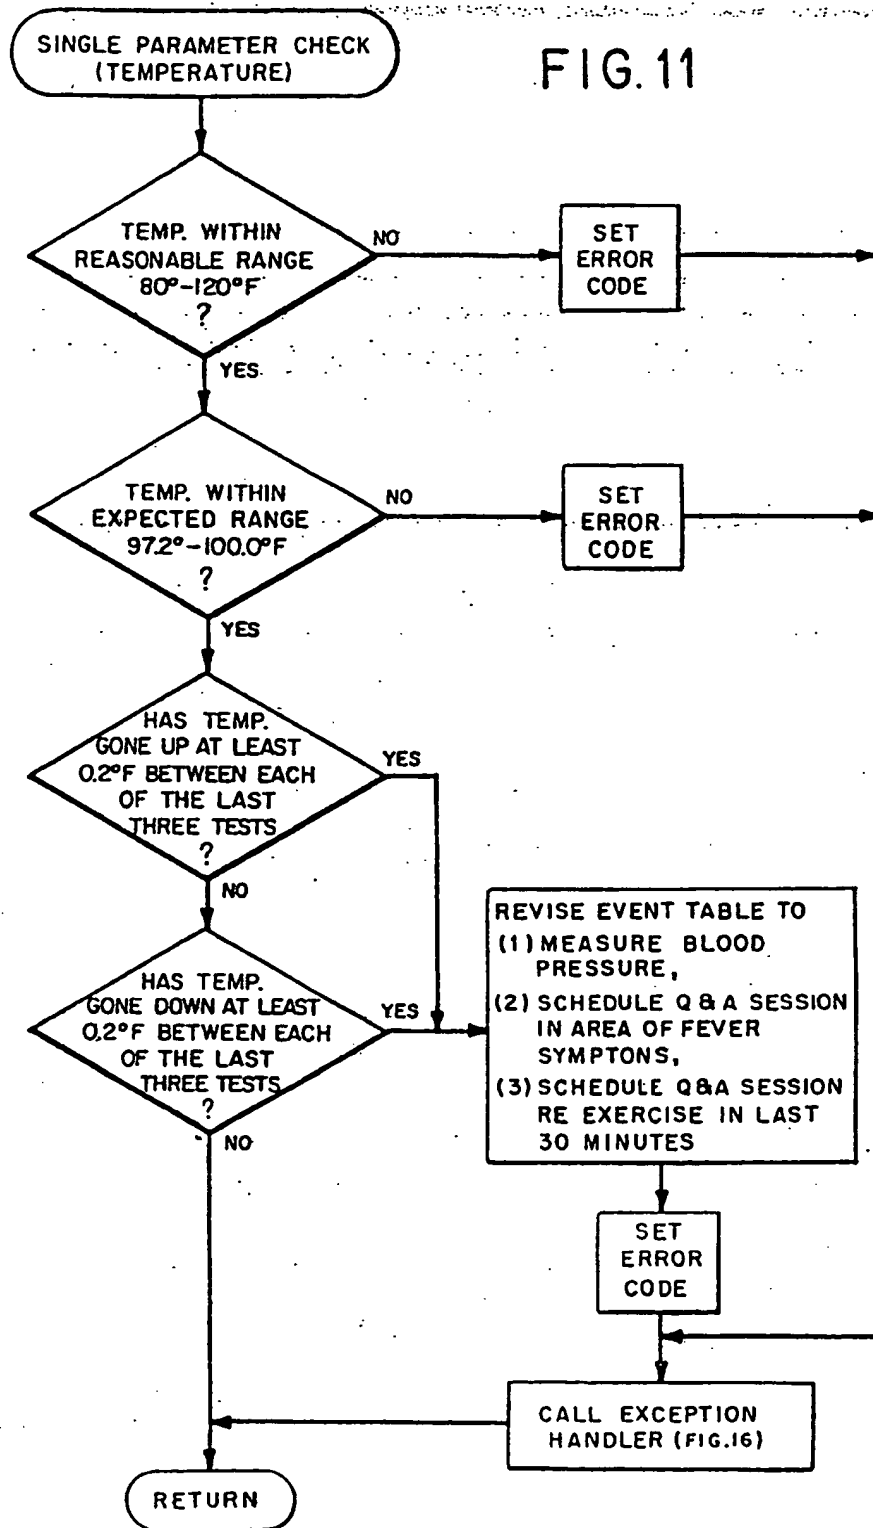 SINGLE PARAMETER CHECK
(TEMPERATURE)
FIG. 11
TEMP. WITHIN
REASONABLE RANGE
80°-120°F
?
NO
SET
ERROR
CODE
YES
TEMP. WITHIN
EXPECTED RANGE
97.2°-100.0°F
?
NO
SET
ERROR
CODE
YES
HAS TEMP.
GONE UP AT LEAST
0.2°F BETWEEN EACH
OF THE LAST
THREE TESTS
?
YES
NO
HAS TEMP.
GONE DOWN AT LEAST
0.2°F BETWEEN EACH
OF THE LAST
THREE TESTS
?
YES
NO
REVISE EVENT TABLE TO
(1) MEASURE BLOOD
PRESSURE,
(2) SCHEDULE Q & A SESSION
IN AREA OF FEVER
SYMPTONS,
(3) SCHEDULE Q&A SESSION
RE EXERCISE IN LAST
30 MINUTES
SET
ERROR
CODE
CALL EXCEPTION
HANDLER (FIG.16)
RETURN